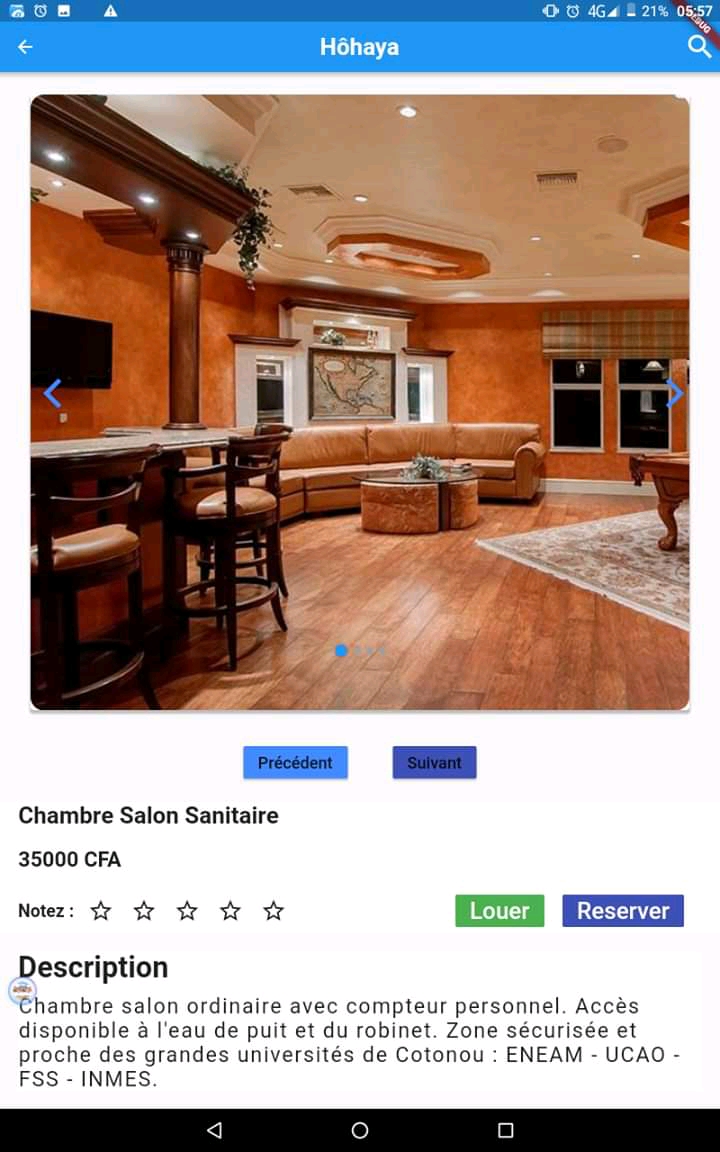 4G 21% 05:57
DEBUG
Hôhaya
Précédent Suivant
Chambre Salon Sanitaire
35000 CFA
Notez : Louer Reserver
Description
Chambre salon ordinaire avec compteur personnel. Accès
disponible à l'eau de puit et du robinet. Zone sécurisée et
proche des grandes universités de Cotonou : ENEAM - UCAO -
FSS - INMES.